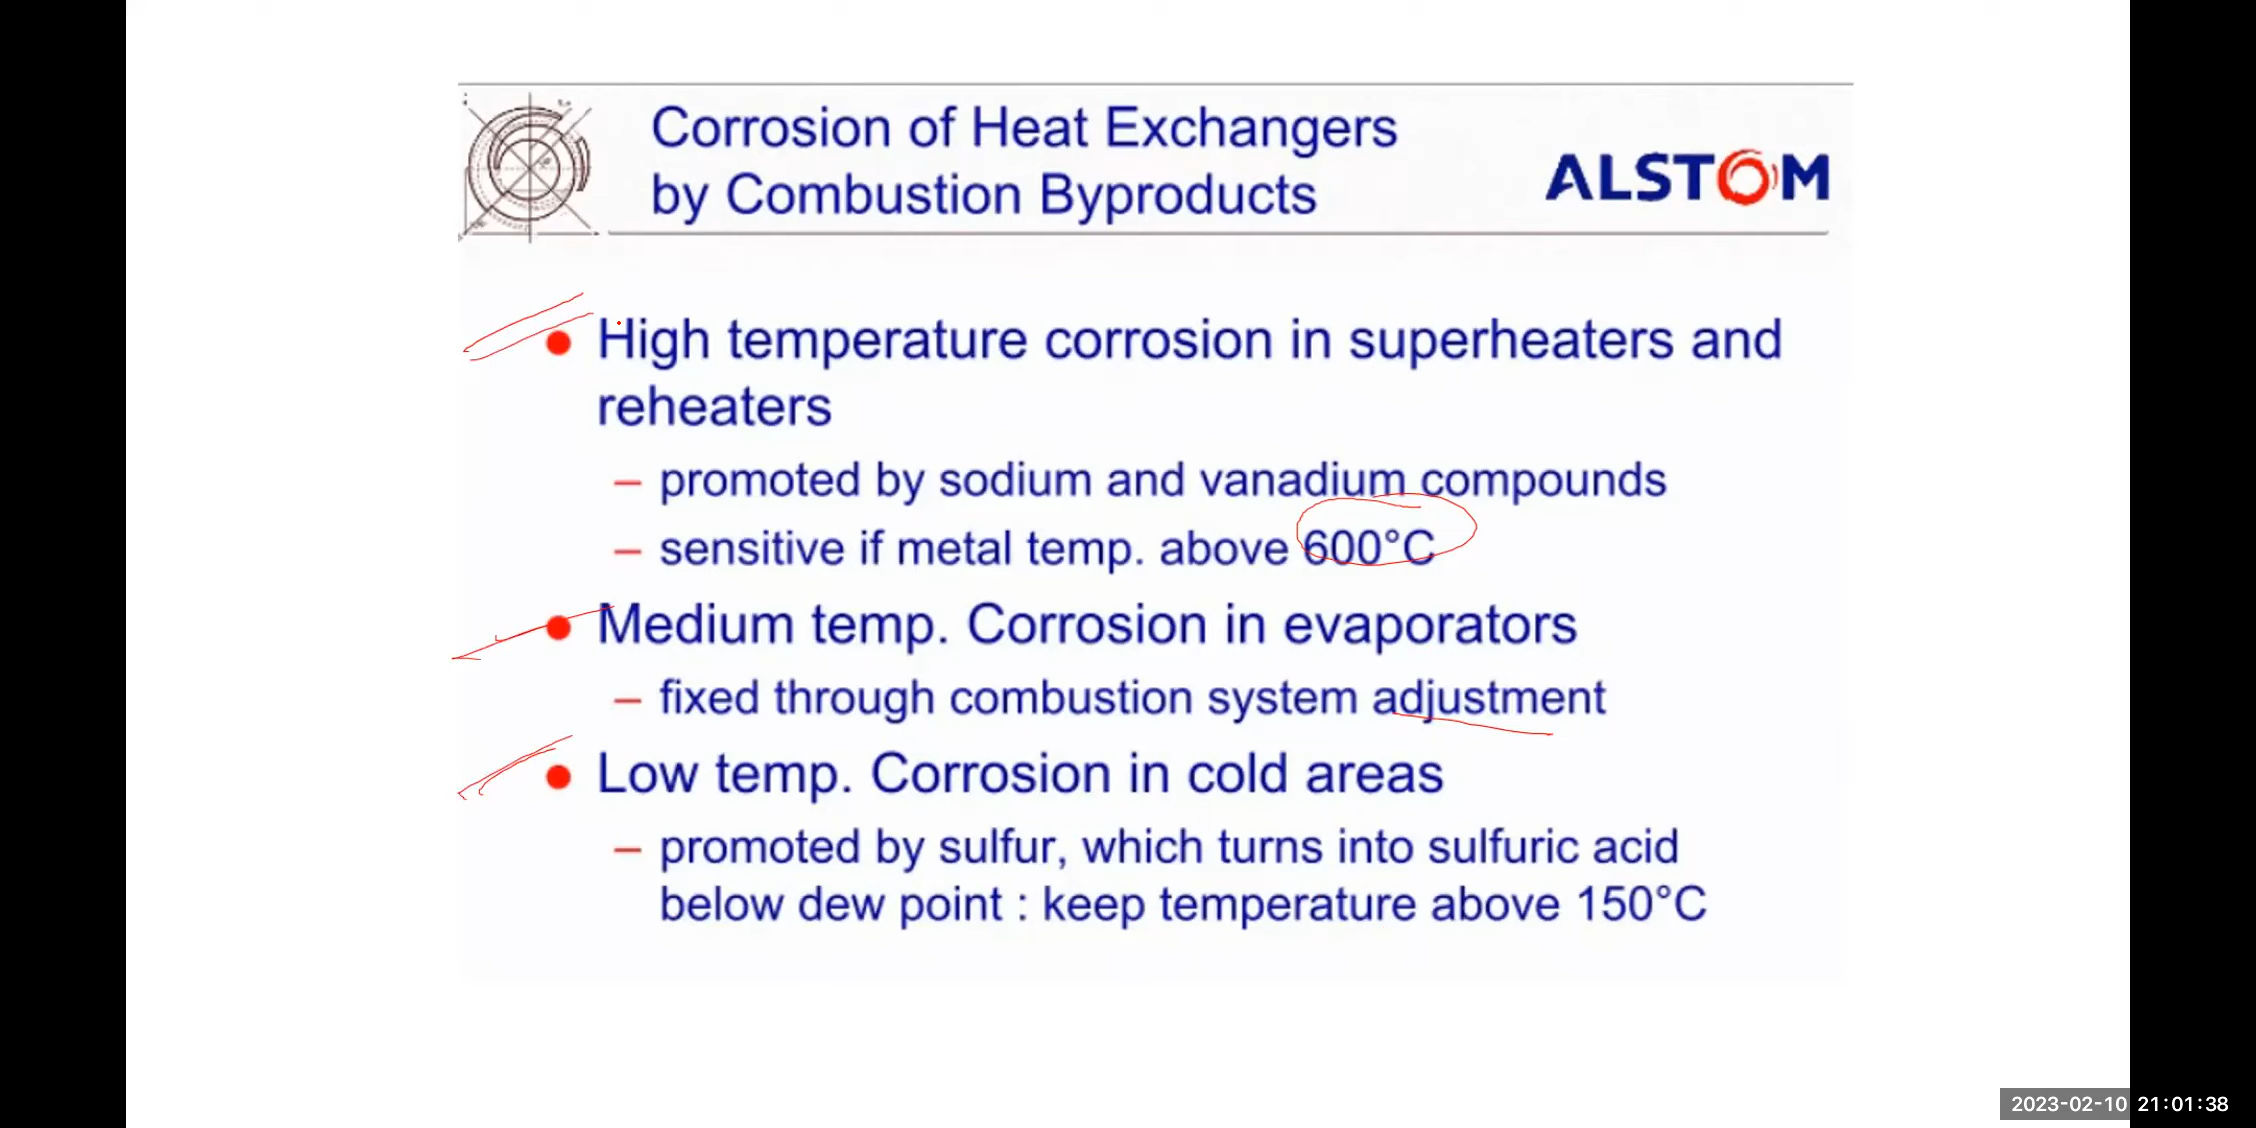 Corrosion of Heat Exchangers
by Combustion Byproducts
ALSTOM
● High temperature corrosion in superheaters and
reheaters
– promoted by sodium and vanadium compounds
– sensitive if metal temp. above 600°C
● Medium temp. Corrosion in evaporators
– fixed through combustion system adjustment
● Low temp. Corrosion in cold areas
– promoted by sulfur, which turns into sulfuric acid
below dew point : keep temperature above 150°C
2023-02-10 21:01:38